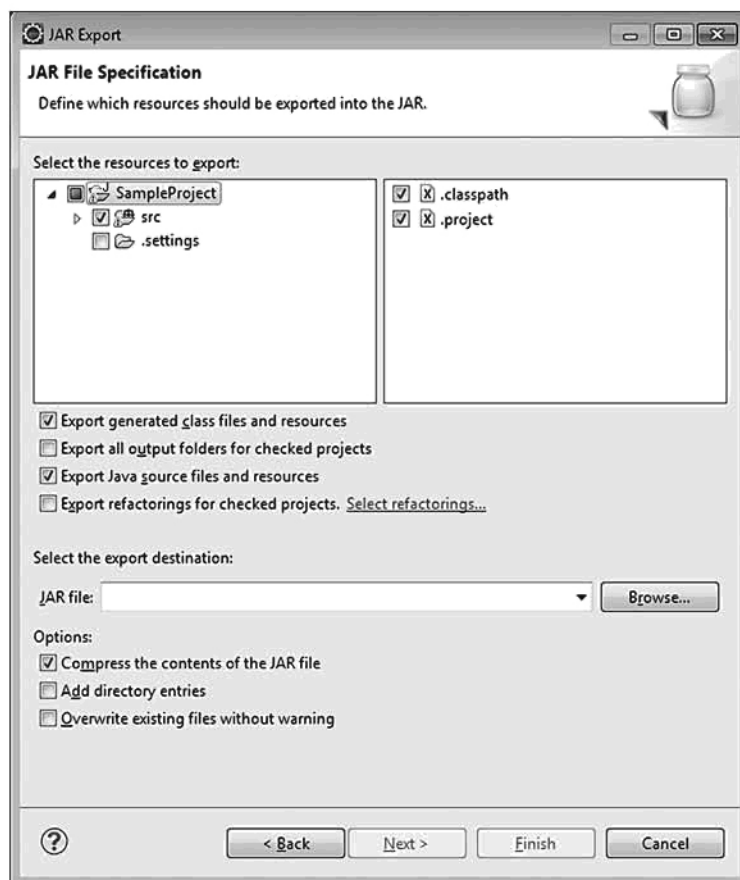 JAR Export
JAR File Specification
Define which resources should be exported into the JAR.
Select the resources to export:
SampleProject
src
.settings
.classpath
.project
Export generated class files and resources
Export all output folders for checked projects
Export Java source files and resources
Export refactorings for checked projects. Select refactorings...
Select the export destination:
JAR file:
Browse...
Options:
Compress the contents of the JAR file
Add directory entries
Overwrite existing files without warning
? < Back Next > Finish Cancel